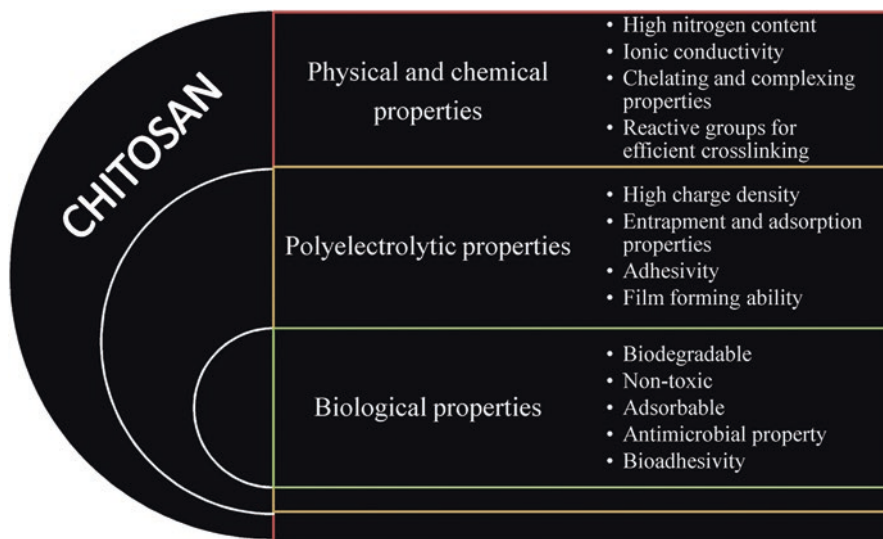 CHITOSAN
Physical and chemical
properties
• High nitrogen content
• Ionic conductivity
• Chelating and complexing
properties
• Reactive groups for
efficient crosslinking
Polyelectrolytic properties
• High charge density
• Entrapment and adsorption
properties
• Adhesivity
• Film forming ability
Biological properties
• Biodegradable
• Non-toxic
• Adsorbable
• Antimicrobial property
• Bioadhesivity